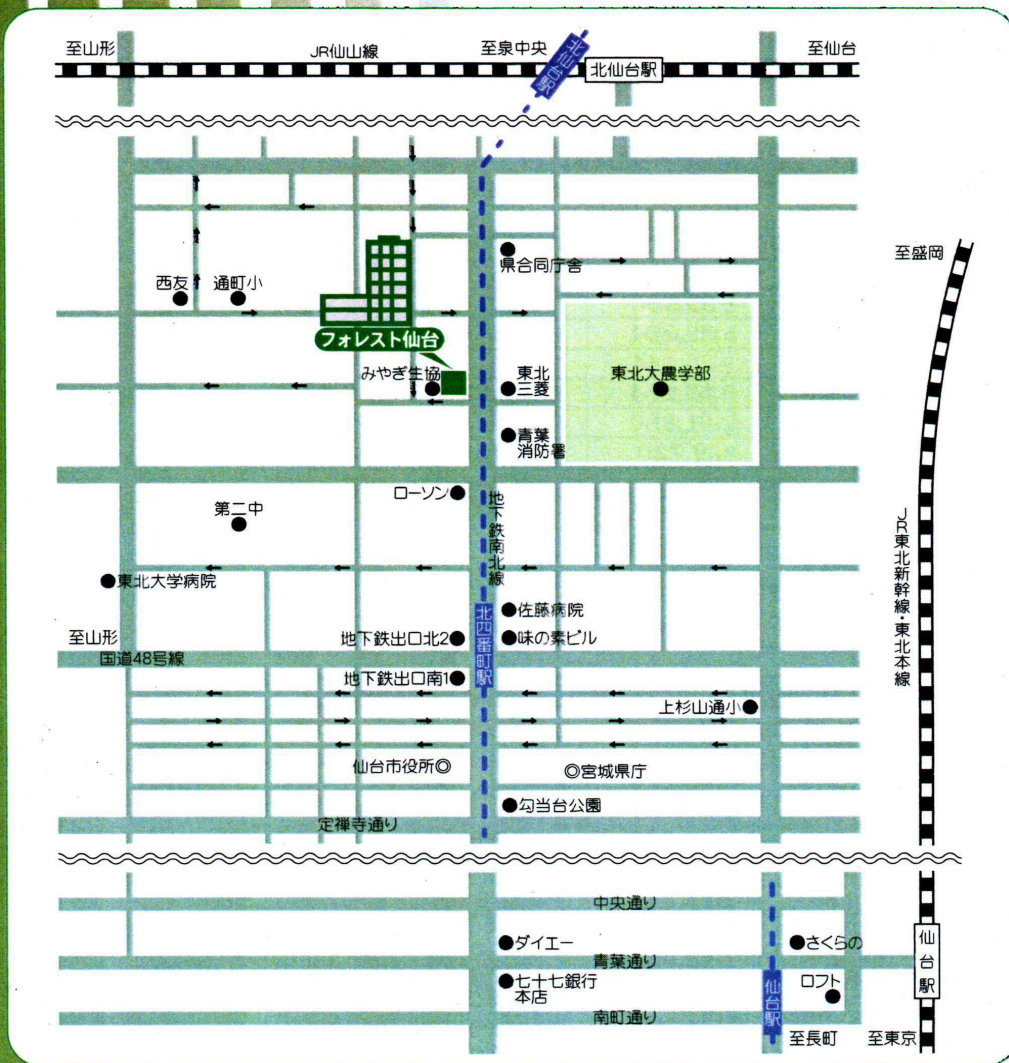 至山形
JR仙山線
至泉中央
至仙台
北仙台駅
北仙台駅
至盛岡
県合同庁舎
西友
通町小
フォレスト仙台
みやぎ生協
東北
三菱
東北大農学部
青葉
消防署
ローソン
地下鉄南北線
第二中
JR東北新幹線・東北本線
東北大学病院
佐藤病院
北四番丁駅
至山形
地下鉄出口北2
味の素ビル
国道48号線
地下鉄出口南1
上杉山通小
仙台市役所◎
◎宮城県庁
勾当台公園
定禅寺通り
中央通り
ダイエー
さくらの
青葉通り
仙台駅
七十七銀行
本店
仙台駅
ロフト
南町通り
至長町
至東京